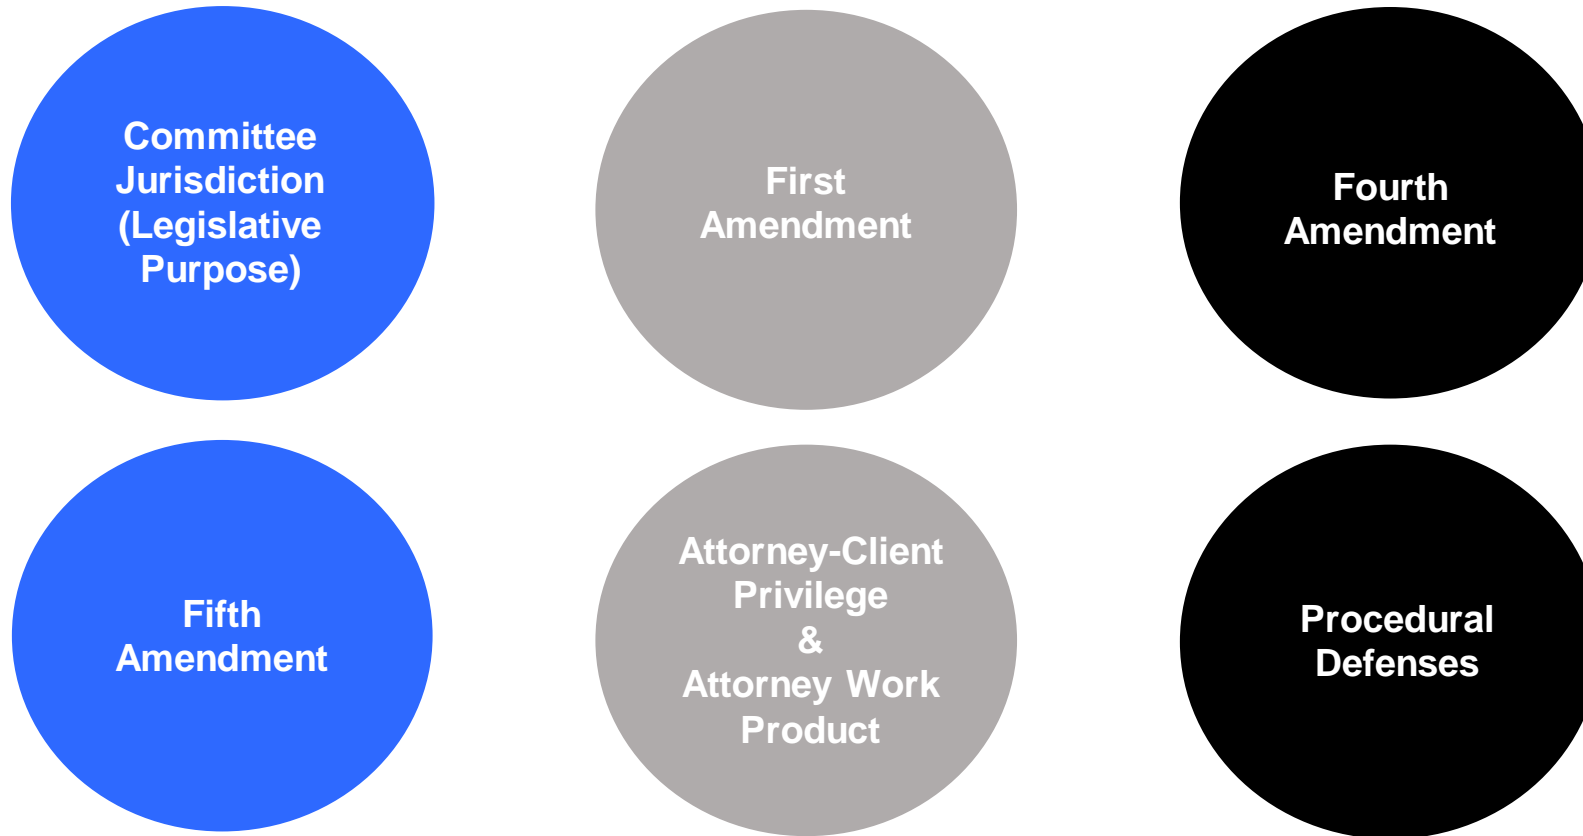 Committee
Jurisdiction
(Legislative
Purpose)
First
Amendment
Fourth
Amendment
Fifth
Amendment
Attorney-Client
Privilege
&
Attorney Work
Product
Procedural
Defenses